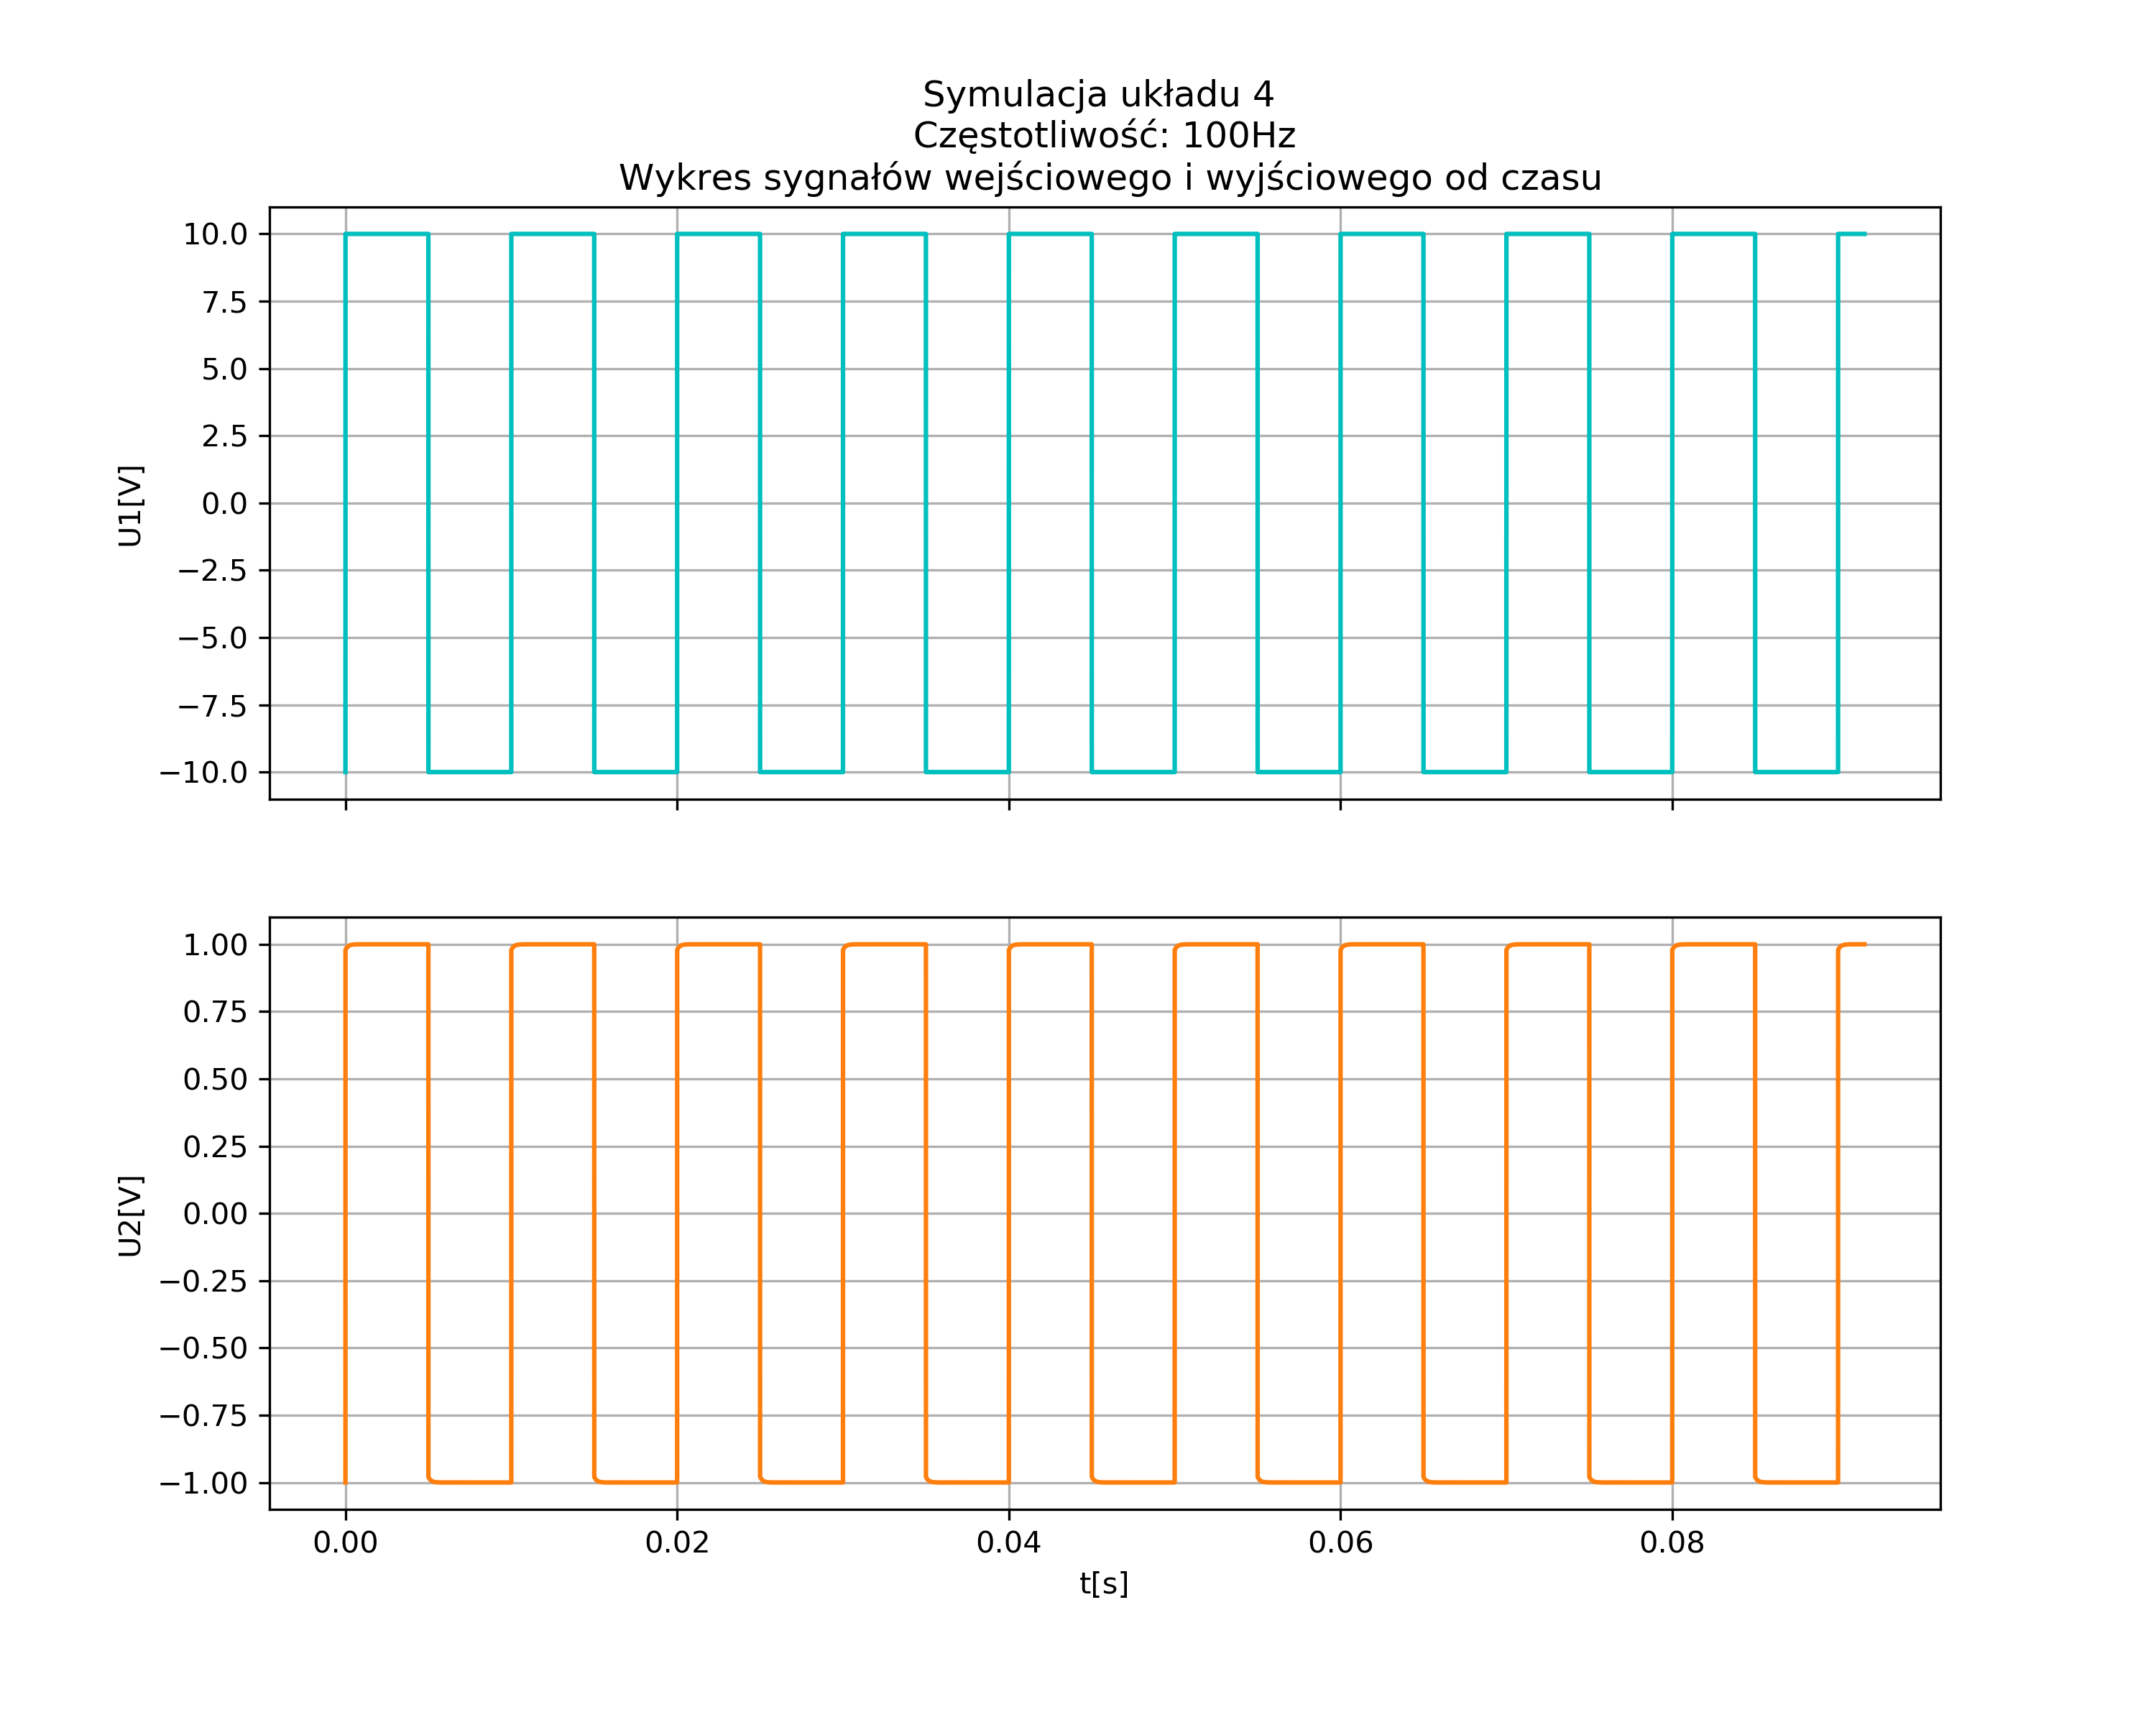 Symulacja układu 4
Częstotliwość: 100Hz
Wykres sygnałów wejściowego i wyjściowego od czasu
10.0
7.5
5.0
2.5
0.0
−2.5
−5.0
−7.5
−10.0
U1[V]
1.00
0.75
0.50
0.25
0.00
−0.25
−0.50
−0.75
−1.00
U2[V]
0.00 0.02 0.04 0.06 0.08
t[s]